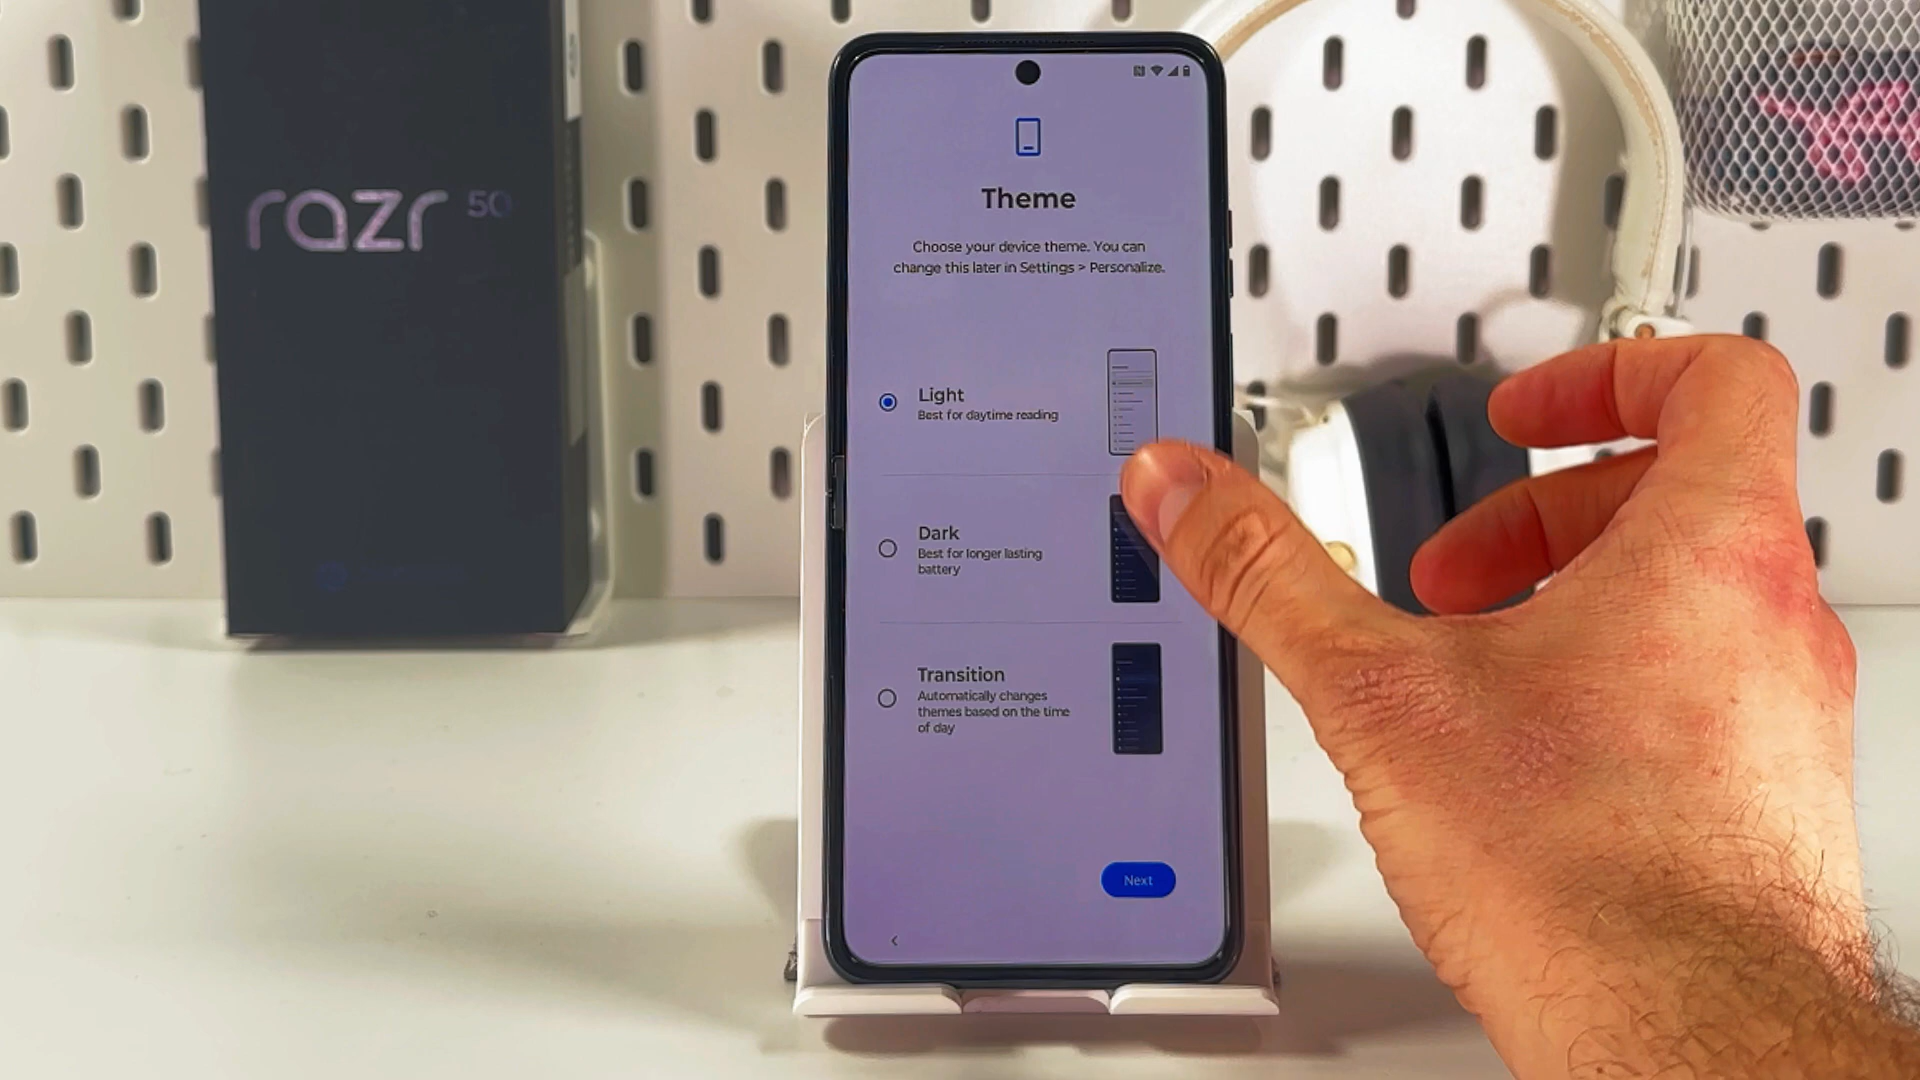 razr 50
Theme
Choose your device theme. You can
change this later in Settings > Personalize.
Light
Best for daytime reading
Dark
Best for longer lasting
battery
Transition
Automatically changes
themes based on the time
of day
Next